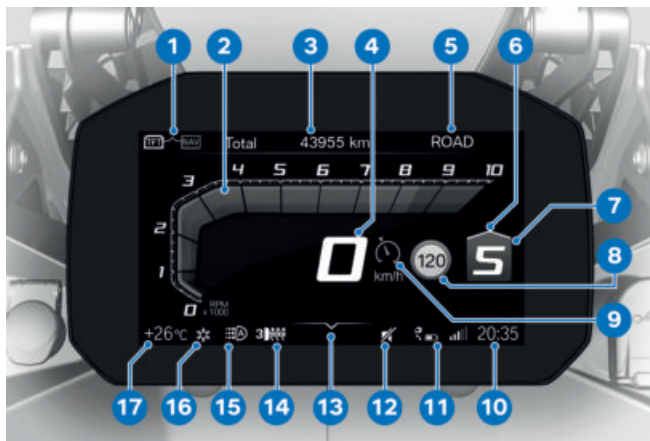 1 2 3 4 5 6
TFT NAV Total 43955 km ROAD
3 4 5 6 7 8 9 10
7
2
0 120 S
8
km/h
1
9
0 RPM x1000
+26°C A 3 20:35
17 16 15 14 13 12 11 10